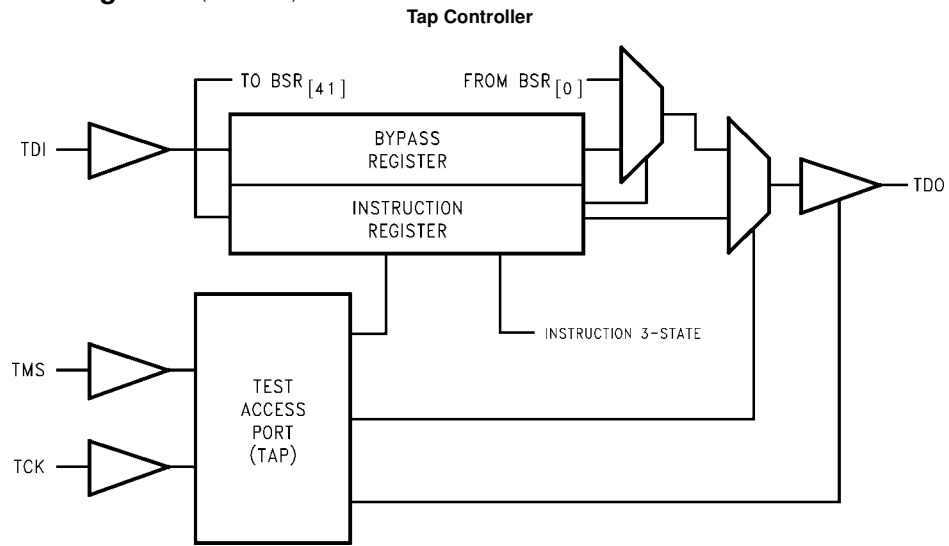 Tap Controller
TO BSR[41]
FROM BSR[0]
TDI
BYPASS
REGISTER
INSTRUCTION
REGISTER
TDO
INSTRUCTION 3-STATE
TMS
TEST
ACCESS
PORT
(TAP)
TCK